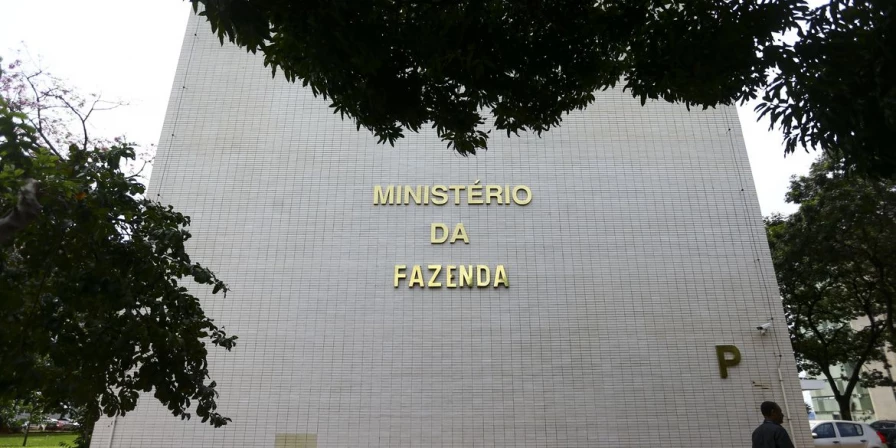 MINISTÉRIO
DA
FAZENDA
P